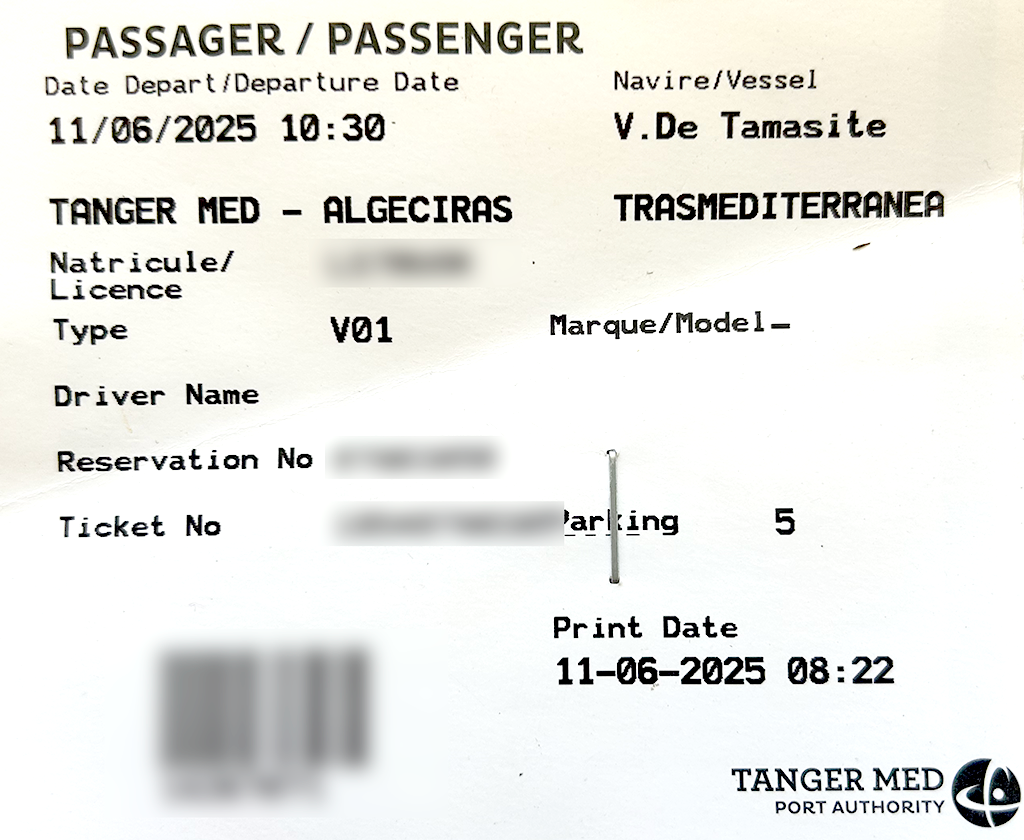 PASSAGER / PASSENGER
Date Depart/Departure Date
Navire/Vessel
11/06/2025 10:30
V.De Tamasite
TANGER MED - ALGECIRAS
TRASMEDITERRANEA
Natricule/
Licence
Type V01
Marque/Model-
Driver Name
Reservation No
Ticket No
Parking 5
Print Date
11-06-2025 08:22
TANGER MED
PORT AUTHORITY